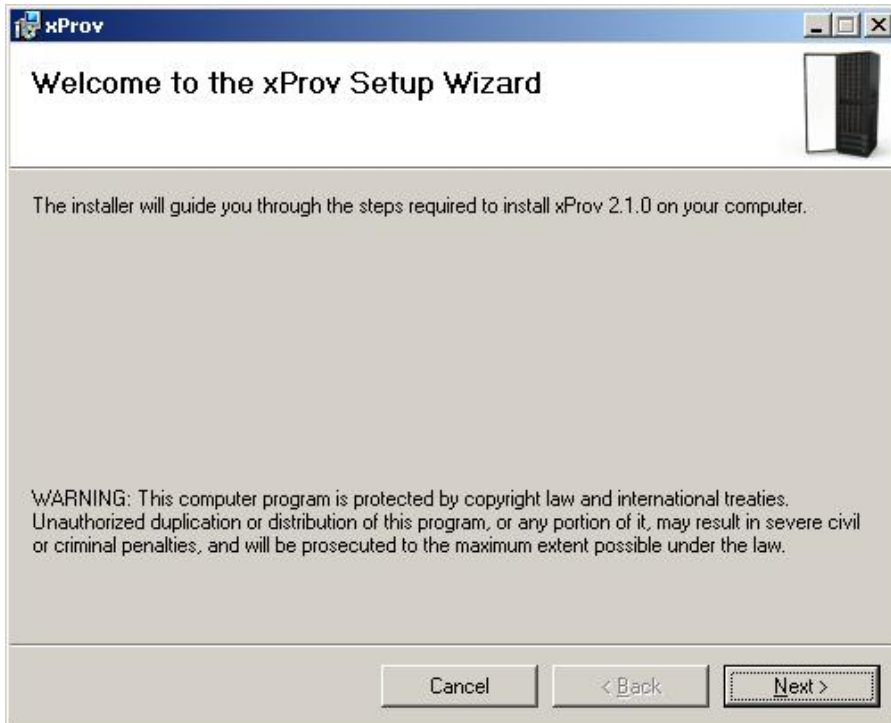 xProv
Welcome to the xProv Setup Wizard
The installer will guide you through the steps required to install xProv 2.1.0 on your computer.
WARNING: This computer program is protected by copyright law and international treaties.
Unauthorized duplication or distribution of this program, or any portion of it, may result in severe civil
or criminal penalties, and will be prosecuted to the maximum extent possible under the law.
Cancel
< Back
Next >